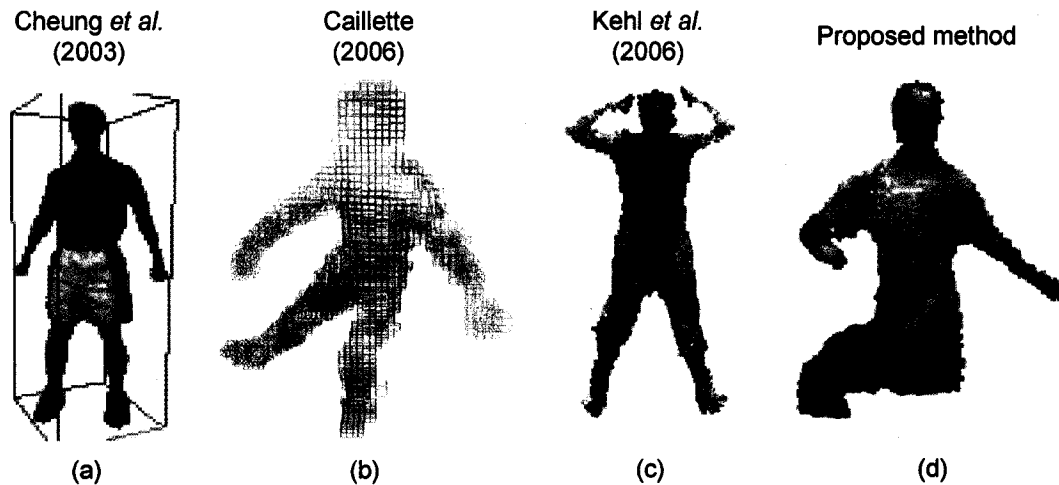 Cheung et al.
(2003)
Caillette
(2006)
Kehl et al.
(2006)
Proposed method
(a)
(b)
(c)
(d)